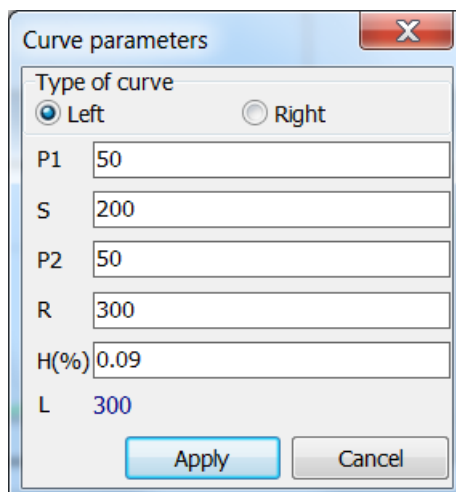 Curve parameters
Type of curve
Left Right
P1 50
S 200
P2 50
R 300
H(%) 0.09
L 300
Apply Cancel